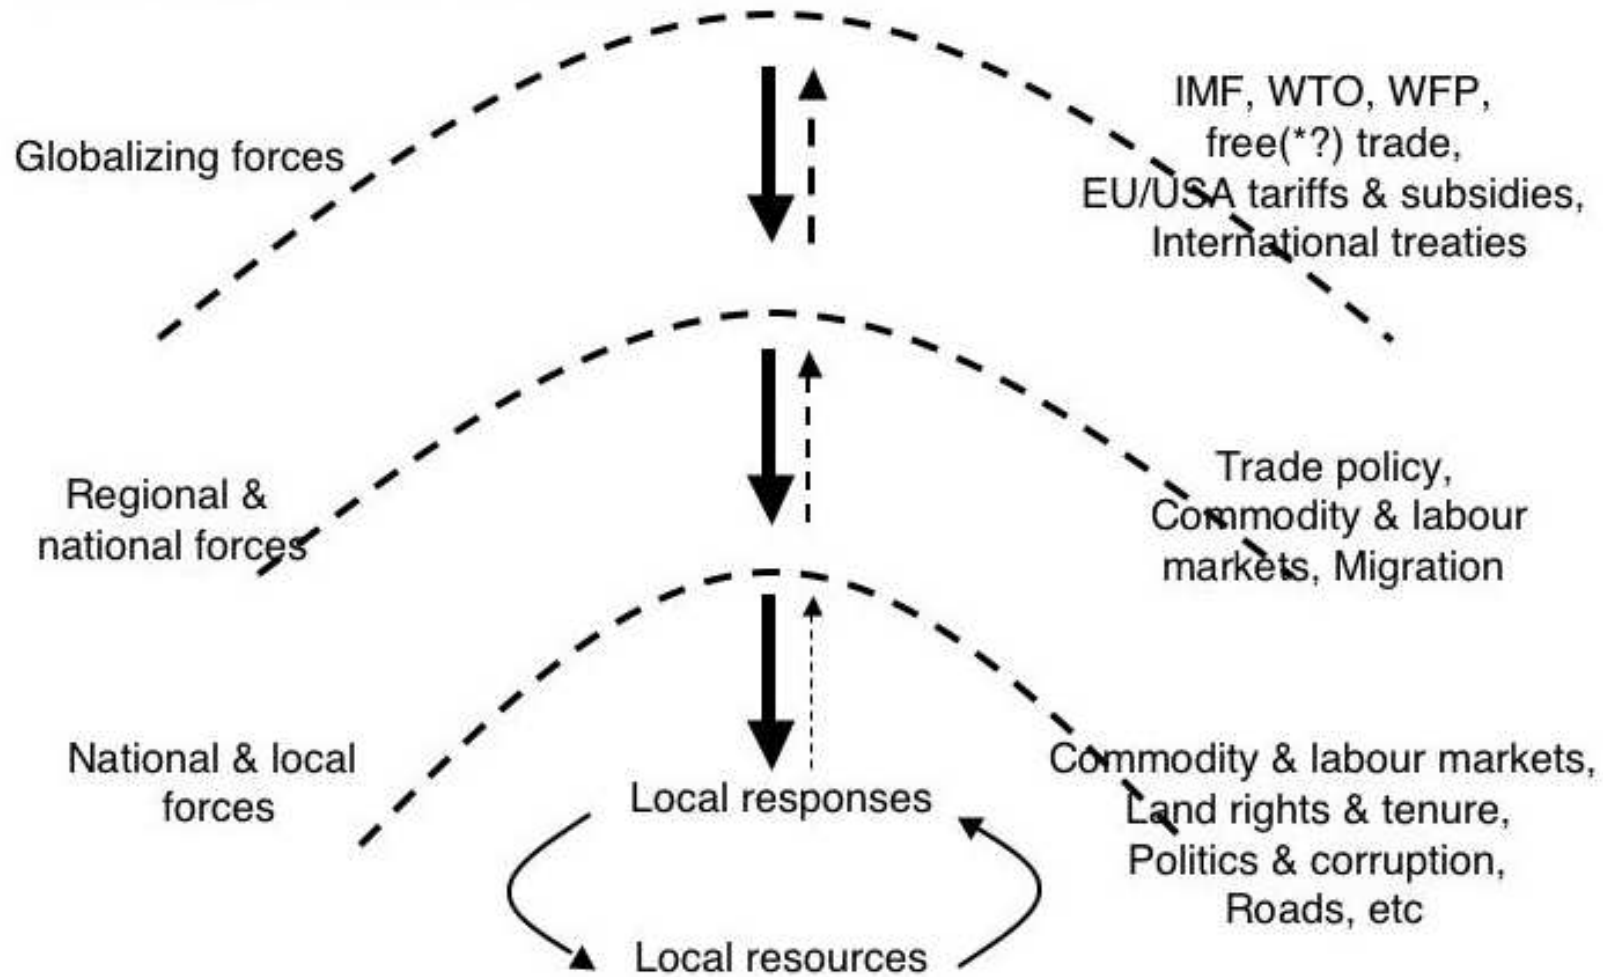 Globalizing forces
IMF, WTO, WFP,
free(*?) trade,
EU/USA tariffs & subsidies,
International treaties
Regional &
national forces
Trade policy,
Commodity & labour
markets, Migration
National & local
forces
Commodity & labour markets,
Land rights & tenure,
Politics & corruption,
Roads, etc
Local responses
Local resources